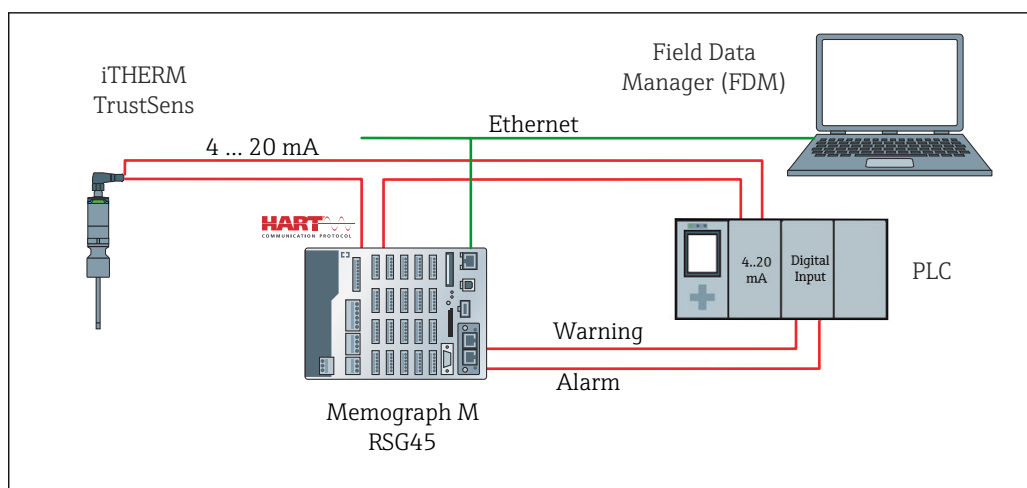 iTHERM
TrustSens
Field Data
Manager (FDM)
Ethernet
4 ... 20 mA
HART
COMMUNICATION PROTOCOL
4..20
mA
Digital
Input
PLC
Warning
Alarm
Memograph M
RSG45